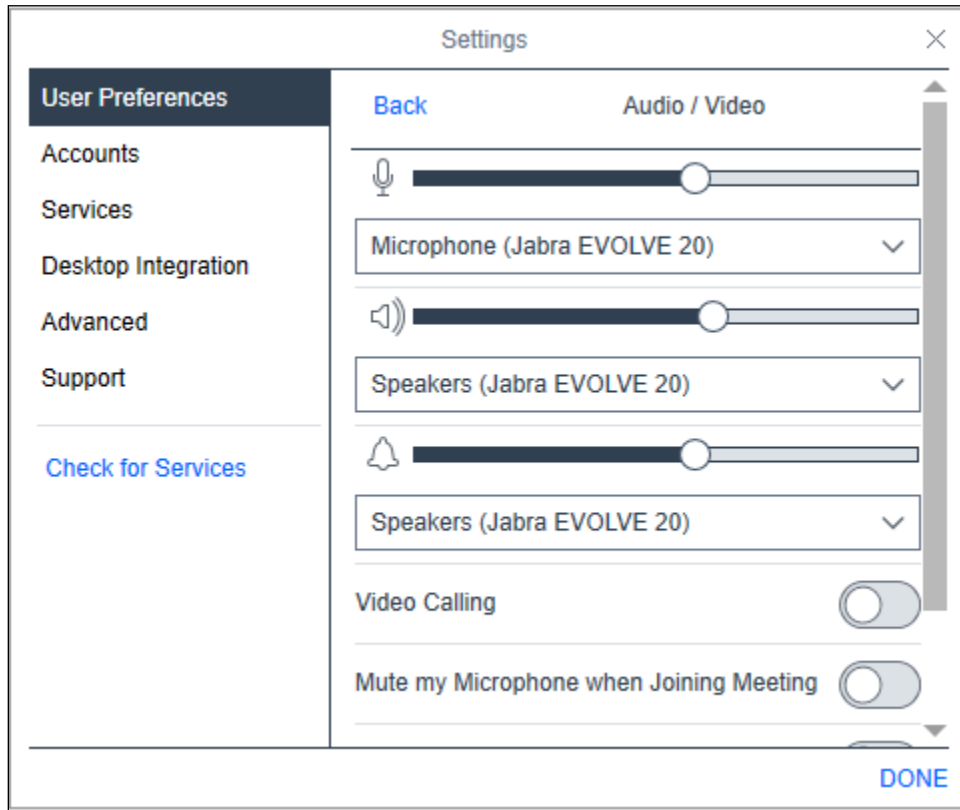 Settings
User Preferences
Accounts
Services
Desktop Integration
Advanced
Support
Check for Services
Back
Audio / Video
Microphone (Jabra EVOLVE 20)
Speakers (Jabra EVOLVE 20)
Speakers (Jabra EVOLVE 20)
Video Calling
Mute my Microphone when Joining Meeting
DONE